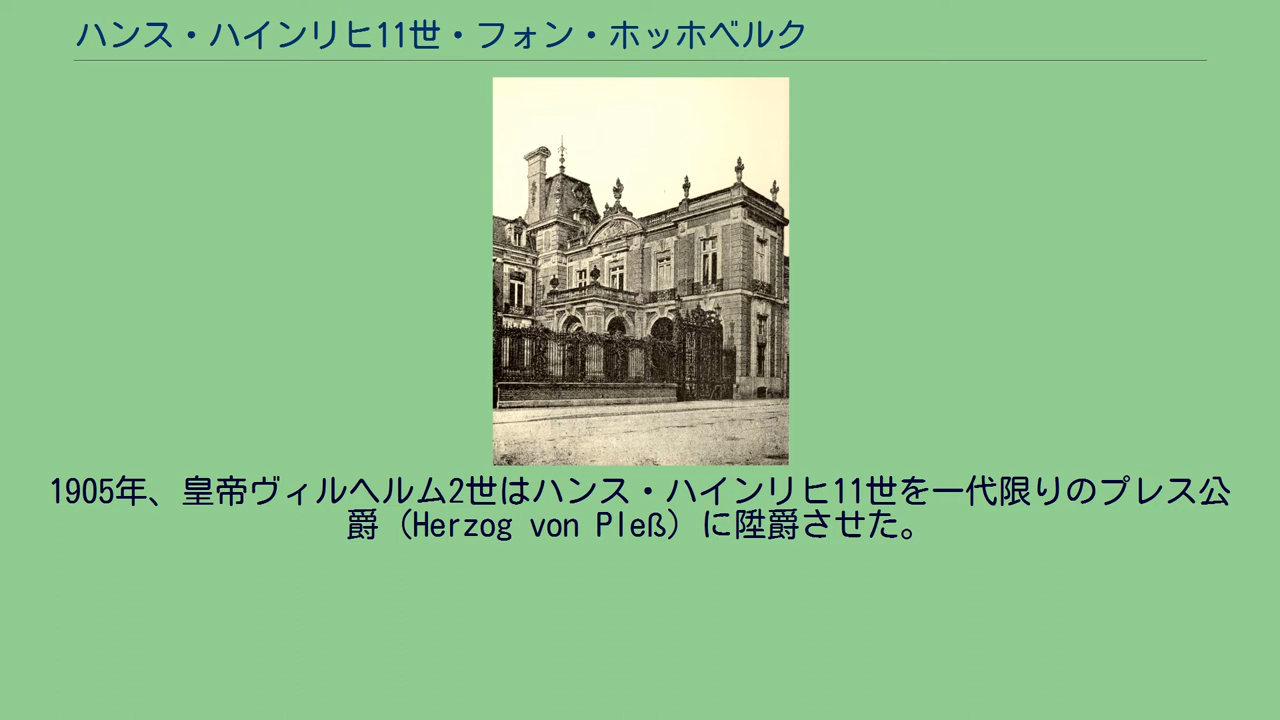 ハンス・ハインリヒ11世・フォン・ホッホベルク
1905年、皇帝ヴィルヘルム2世はハンス・ハインリヒ11世を一代限りのプレス公
爵（Herzog von Pleß）に陞爵させた。